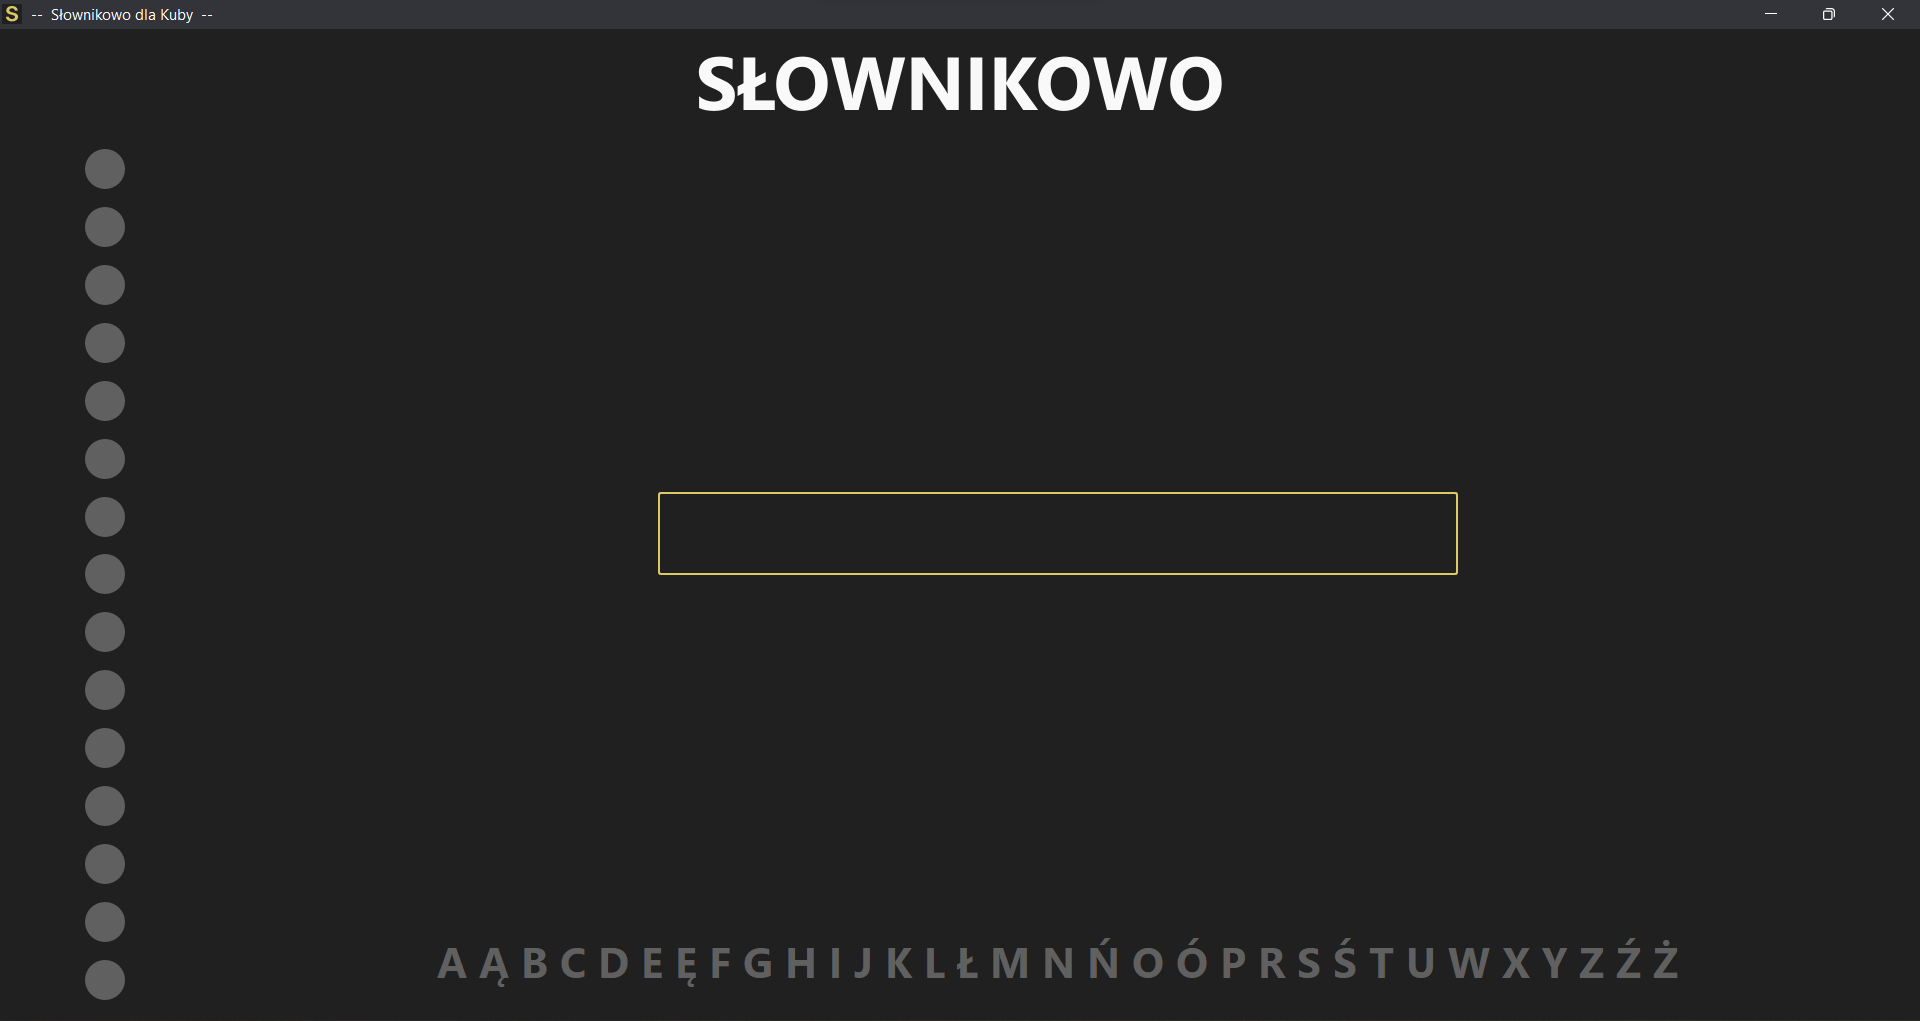 S -- Słownikowo dla Kuby --
SŁOWNIKOWO
A Ą B C D E Ę F G H I J K L Ł M N Ń O Ó P R S Ś T U W X Y Z Ź Ż